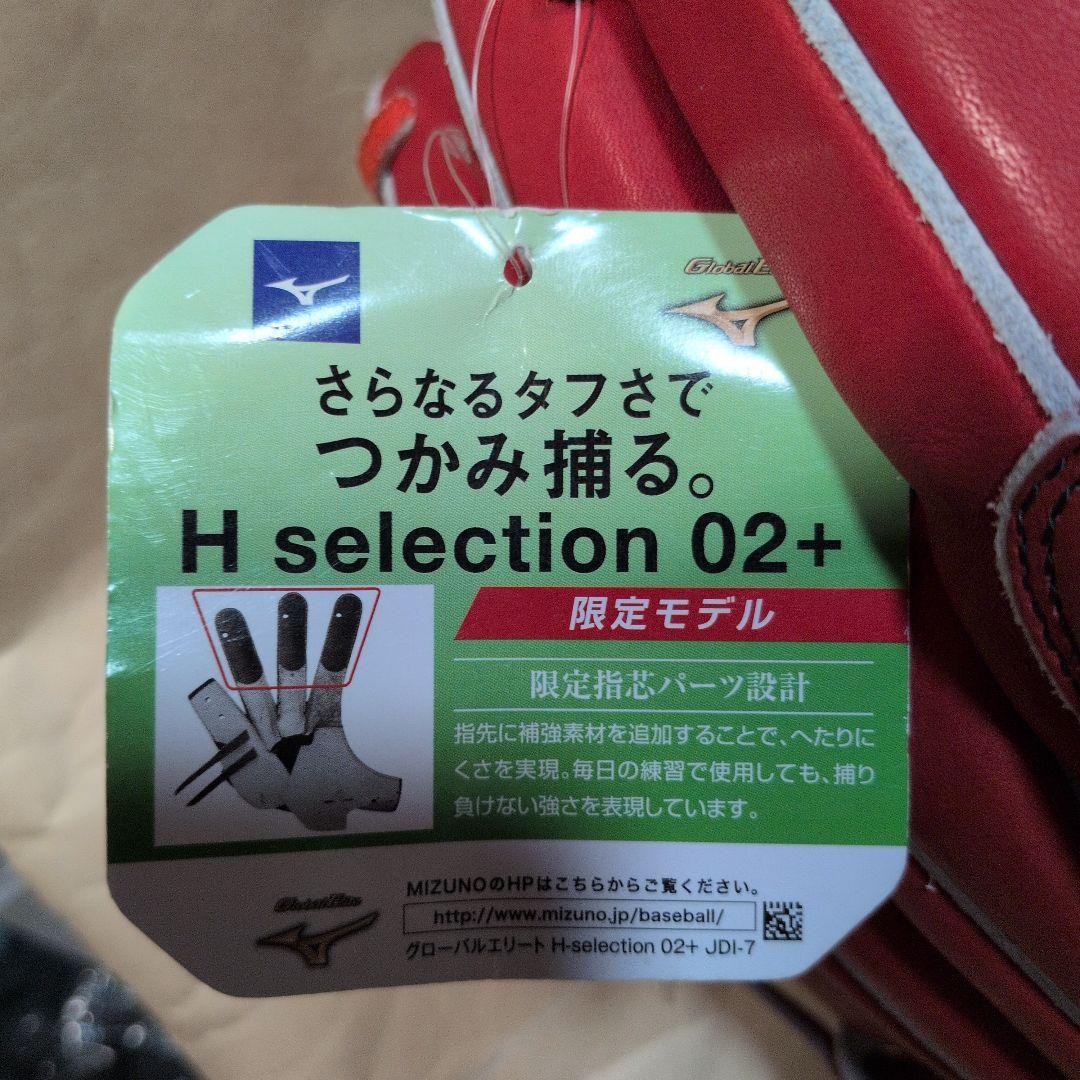 Global
さらなるタフさで
つかみ捕る。
H selection 02+
限定モデル
限定指芯パーツ設計
指先に補強素材を追加することで、へたりに
くさを実現。毎日の練習で使用しても、捕り
負けない強さを表現しています。
Global Elite
MIZUNOのHPはこちらからご覧ください。
http://www.mizuno.jp/baseball/
グローバルエリート H-selection 02+ JDI-7